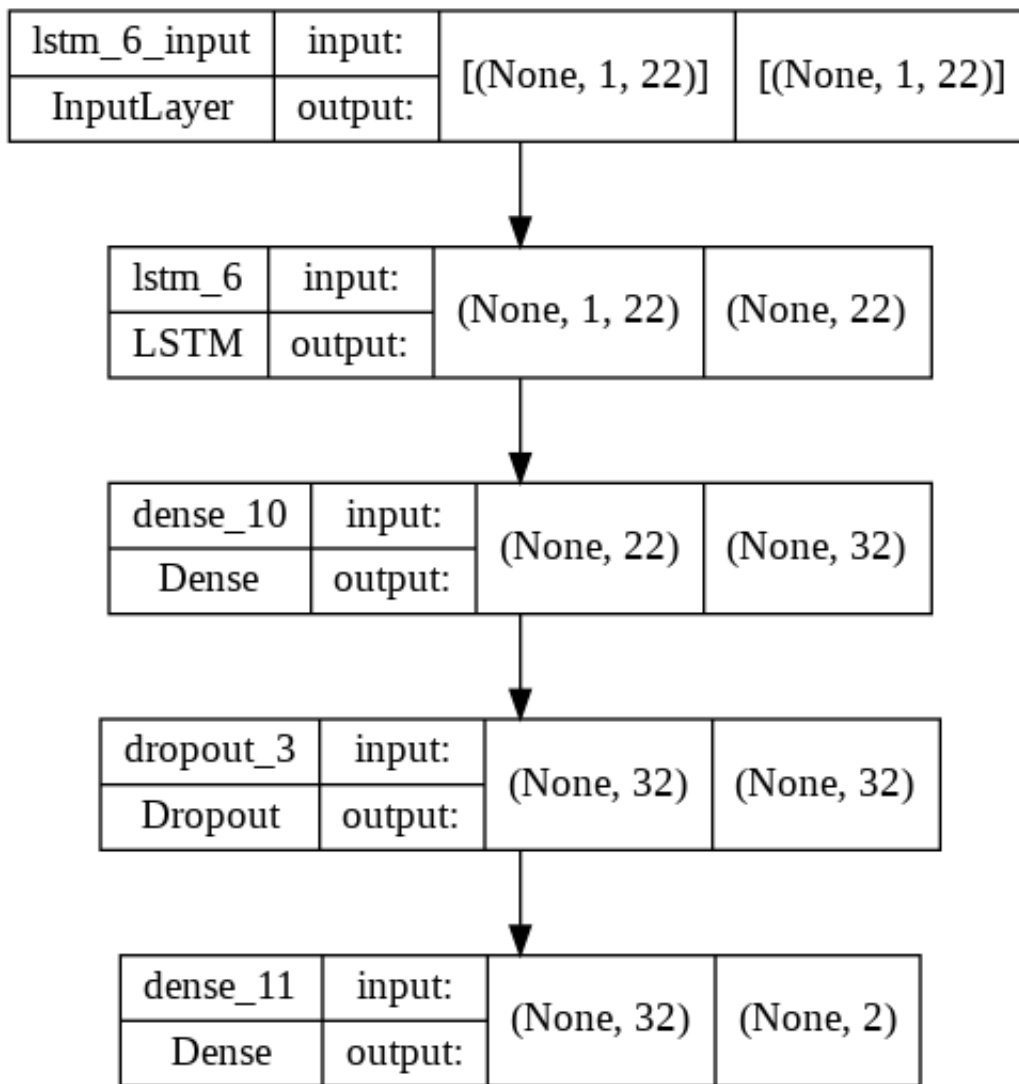 lstm_6_input input: [(None, 1, 22)] [(None, 1, 22)]
InputLayer output:
lstm_6 input: (None, 1, 22) (None, 22)
LSTM output:
dense_10 input: (None, 22) (None, 32)
Dense output:
dropout_3 input: (None, 32) (None, 32)
Dropout output:
dense_11 input: (None, 32) (None, 2)
Dense output: